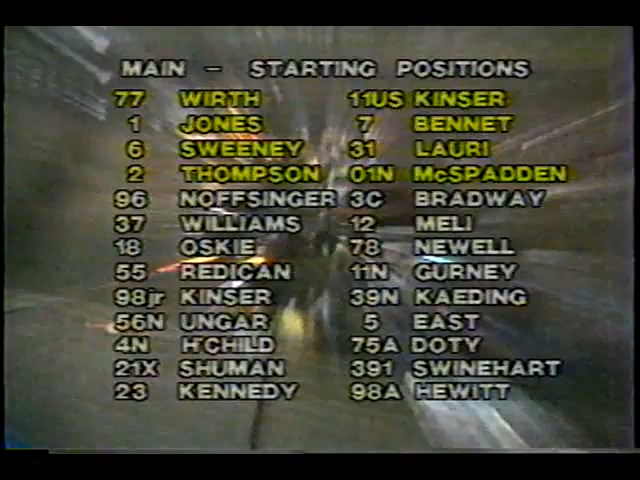 MAIN - STARTING POSITIONS
77 WIRTH 11US KINSER
1 JONES 7 BENNET
6 SWEENEY 31 LAURI
2 THOMPSON 01N McSPADDEN
96 NOFFSINGER 3C BRADWAY
37 WILLIAMS 12 MELI
18 OSKIE 78 NEWELL
55 REDICAN 11N GURNEY
98jr KINSER 39N KAEDING
56N UNGAR 5 EAST
4N H'CHILD 75A DOTY
21X SHUMAN 391 SWINEHART
23 KENNEDY 98A HEWITT